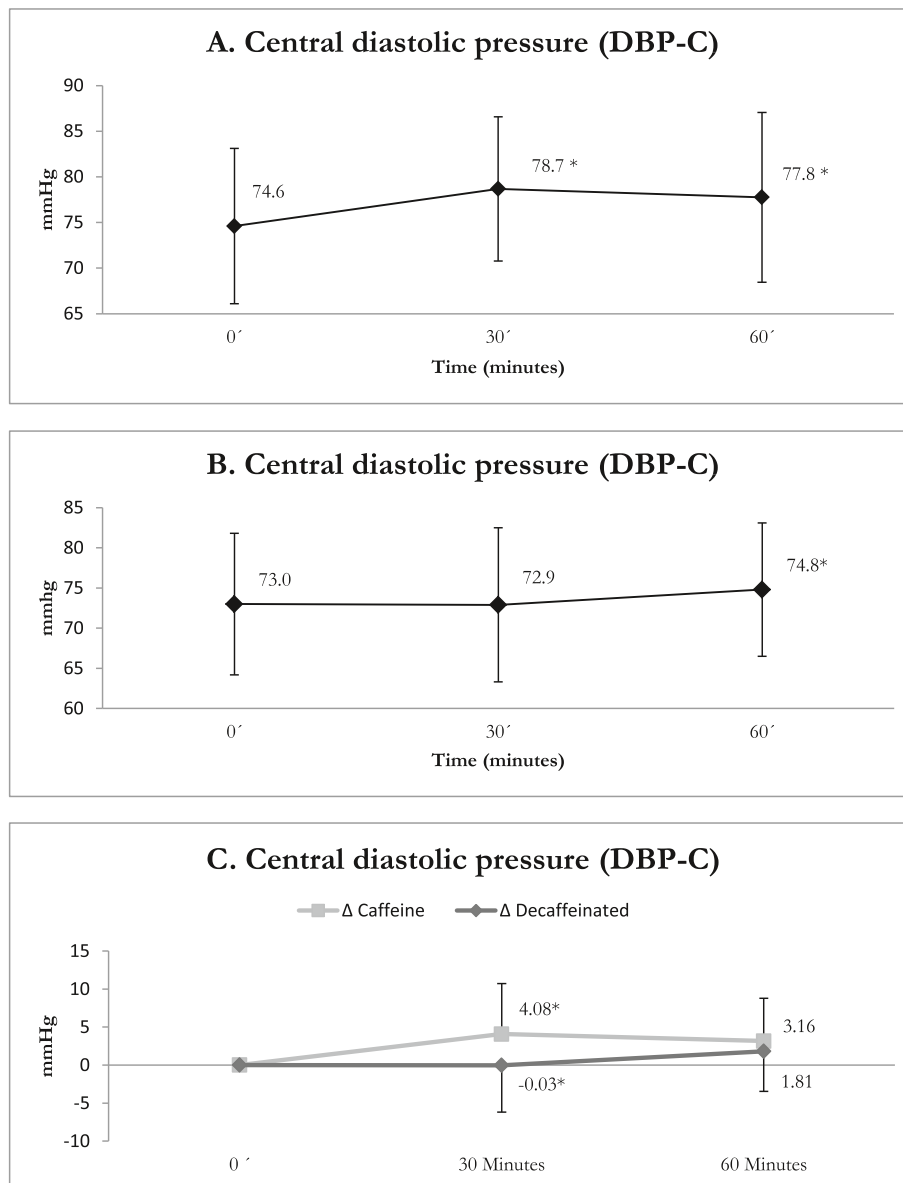 A. Central diastolic pressure (DBP-C)
90
85
80
75
70
65
mmHg
74.6
78.7 *
77.8 *
0´
30´
60´
Time (minutes)
B. Central diastolic pressure (DBP-C)
85
80
75
70
65
60
mmhg
73.0
72.9
74.8*
0´
30´
60´
Time (minutes)
C. Central diastolic pressure (DBP-C)
Δ Caffeine
Δ Decaffeinated
15
10
5
0
-5
-10
mmHg
4.08*
3.16
-0.03*
1.81
0 ´
30 Minutes
60 Minutes